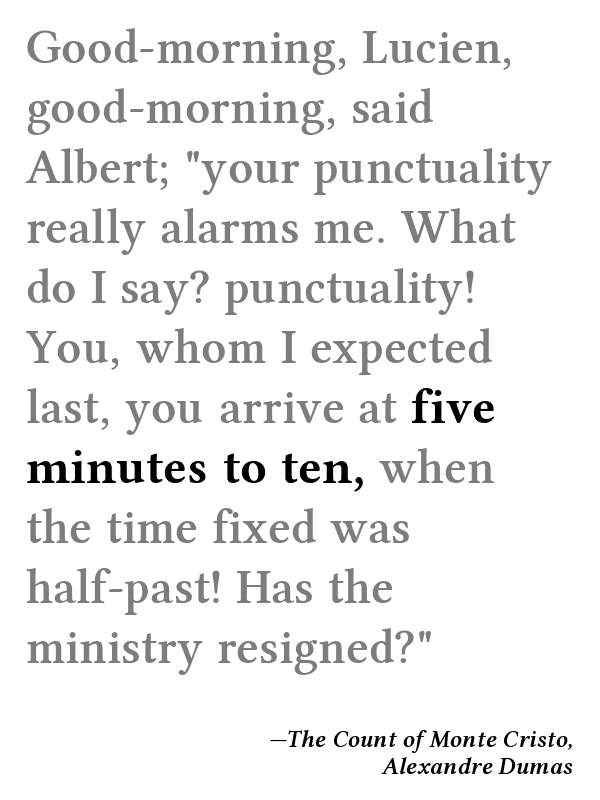 Good-morning, Lucien,
good-morning, said
Albert; "your punctuality
really alarms me. What
do I say? punctuality!
You, whom I expected
last, you arrive at five
minutes to ten, when
the time fixed was
half-past! Has the
ministry resigned?"
—The Count of Monte Cristo,
Alexandre Dumas